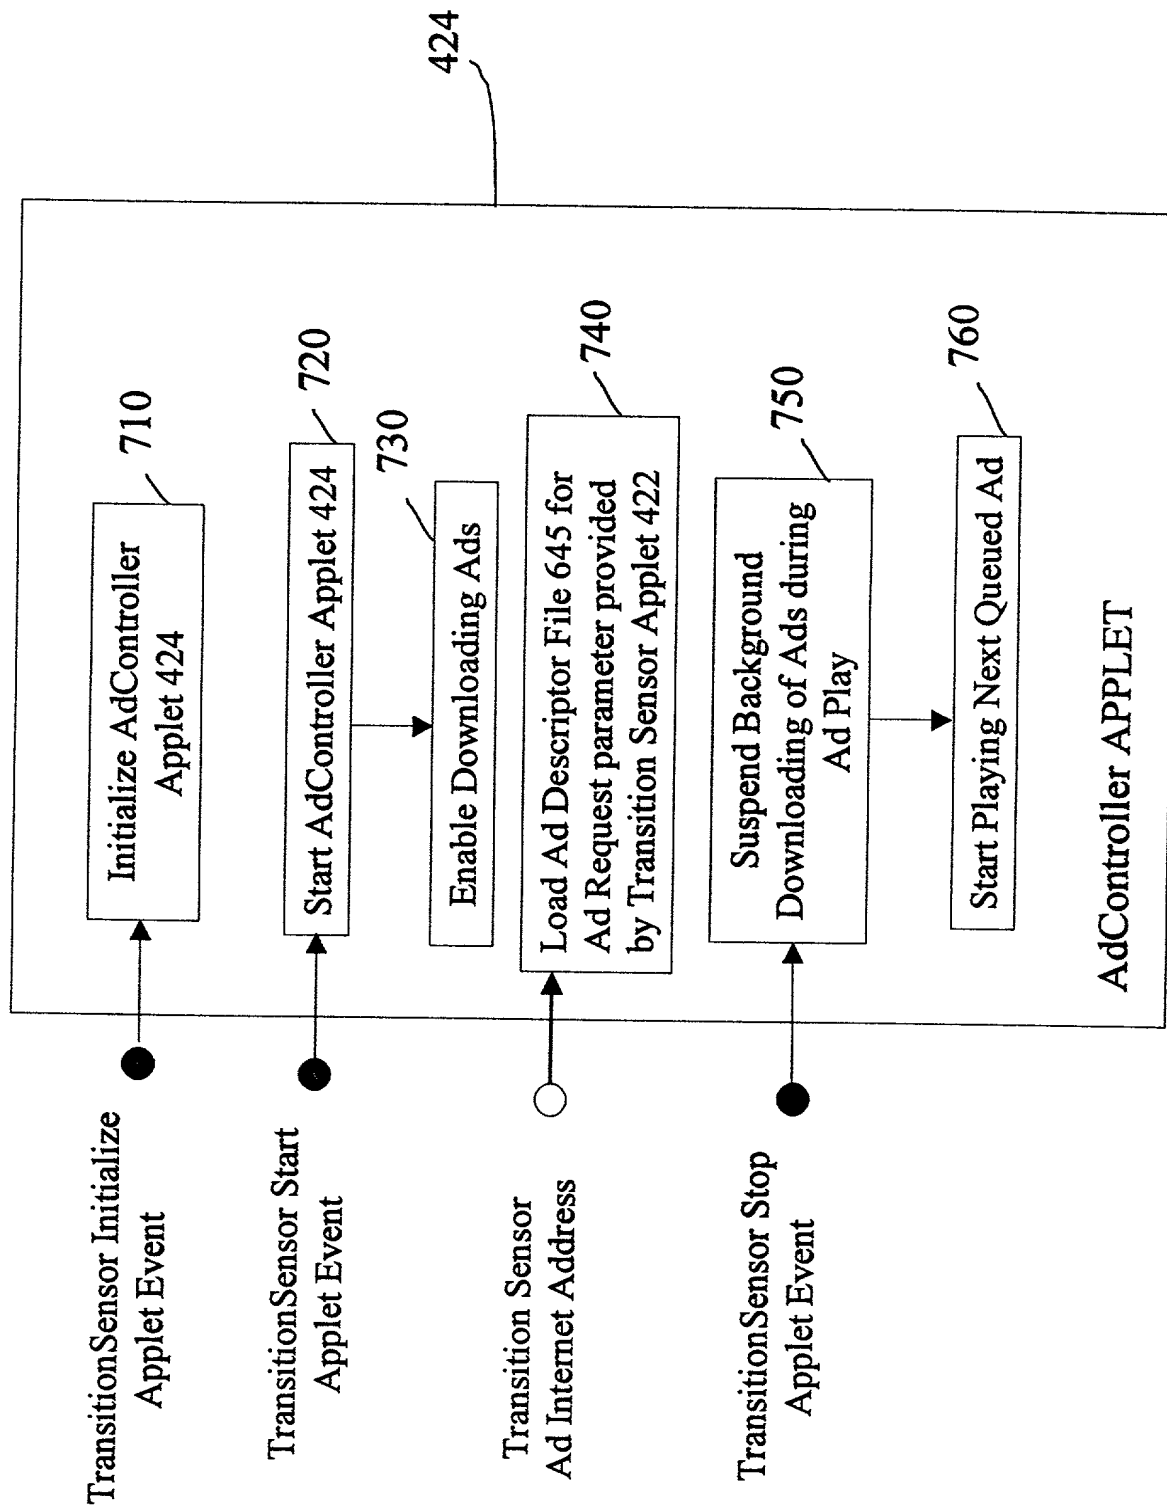 424
TransitionSensor Initialize
Applet Event
Initialize AdController
Applet 424
710
TransitionSensor Start
Applet Event
Start AdController Applet 424
720
Enable Downloading Ads
730
Transition Sensor
Ad Internet Address
Load Ad Descriptor File 645 for
Ad Request parameter provided
by Transition Sensor Applet 422
740
TransitionSensor Stop
Applet Event
Suspend Background
Downloading of Ads during
Ad Play
750
Start Playing Next Queued Ad
760
AdController APPLET